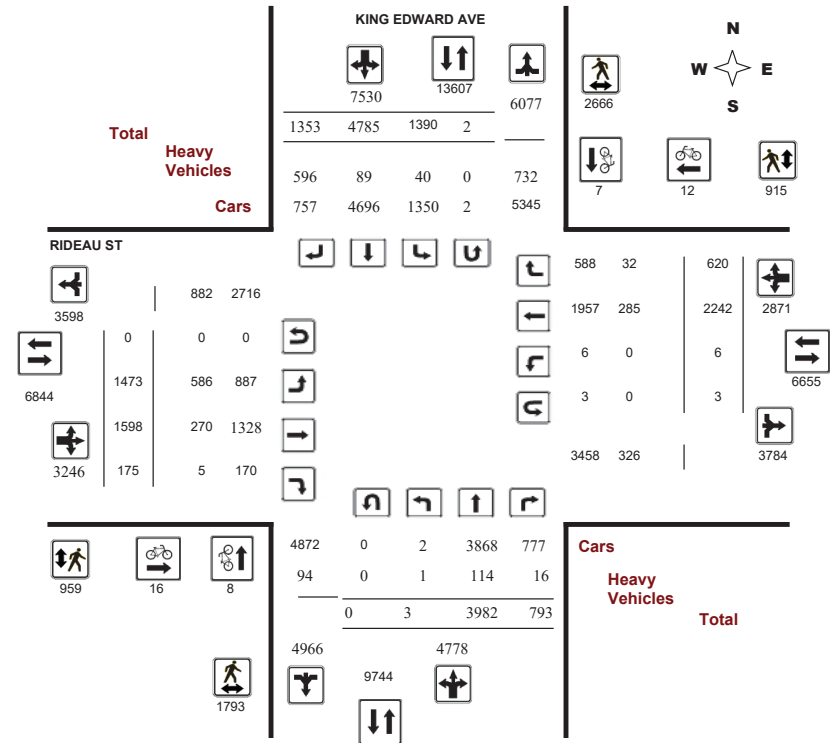 KING EDWARD AVE
N
W E
S
7530 13607 6077 2666
1353 4785 1390 2
Total
Heavy
Vehicles
596 89 40 0 732
Cars 757 4696 1350 2 5345
7 12 915
RIDEAU ST
588 32 620
882 2716
1957 285 2242 2871
3598
0 0 0
6 0 6
6844 1473 586 887
6655
3 0 3
1598 270 1328
3246 175 5 170
3458 326 3784
4872 0 2 3868 777
Cars
94 0 1 114 16
Heavy
Vehicles
Total
0 3 3982 793
959 16 8
4966 4778
9744
1793